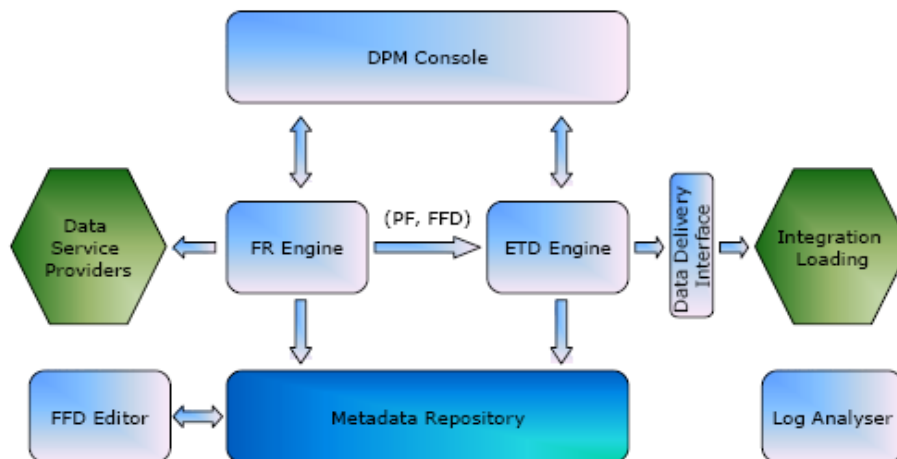 DPM Console
Data
Service
Providers
FR Engine
(PF, FFD)
ETD Engine
Data Delivery
Interface
Integration
Loading
FFD Editor
Metadata Repository
Log Analyser